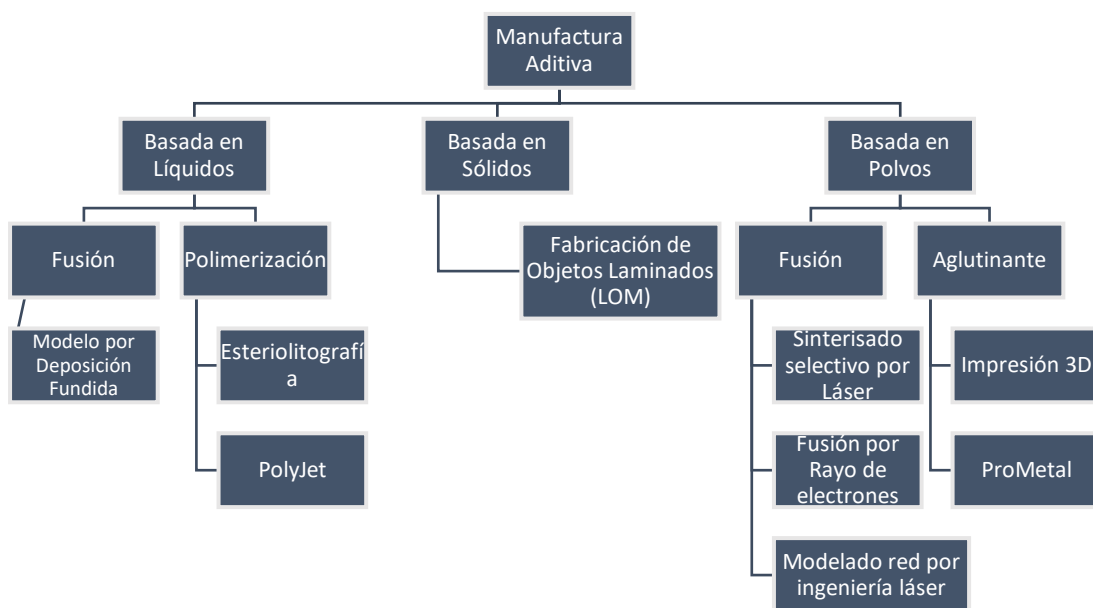 Manufactura
Aditiva
Basada en
Líquidos
Basada en
Sólidos
Basada en
Polvos
Fusión
Polimerización
Fabricación de
Objetos Laminados
(LOM)
Fusión
Aglutinante
Modelo por
Deposición
Fundida
Esteriolitografí
a
Sinterisado
selectivo por
Láser
Impresión 3D
PolyJet
Fusión por
Rayo de
electrones
ProMetal
Modelado red por
ingeniería láser